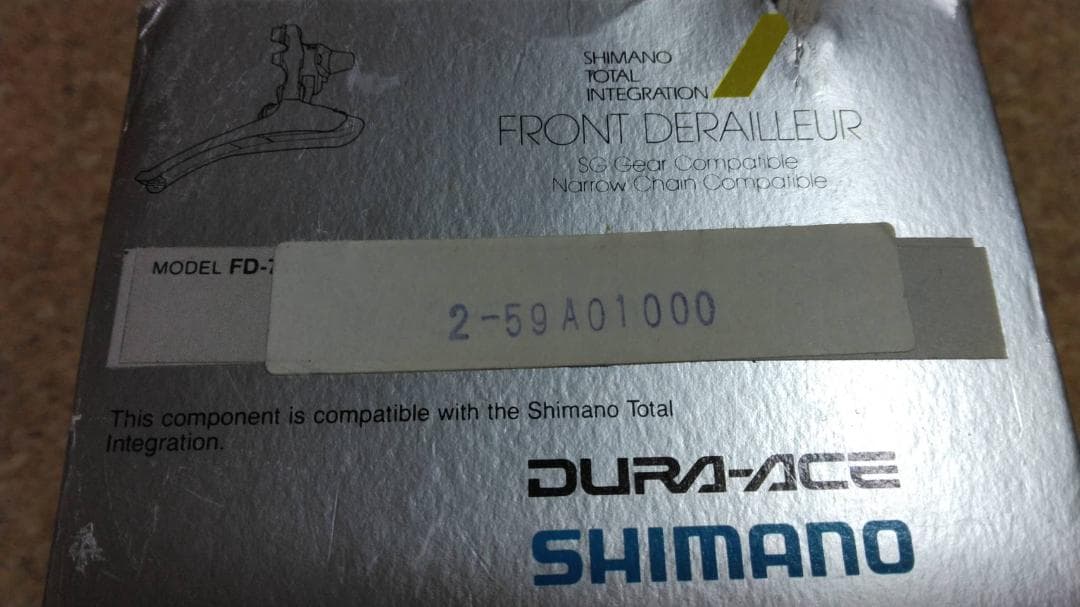 SHIMANO
TOTAL
INTEGRATION
FRONT DERAILLEUR
SG Gear Compatible
Narrow Chain Compatible
MODEL FD-7
2-59A01000
This component is compatible with the Shimano Total
Integration.
DURA-ACE
SHIMANO